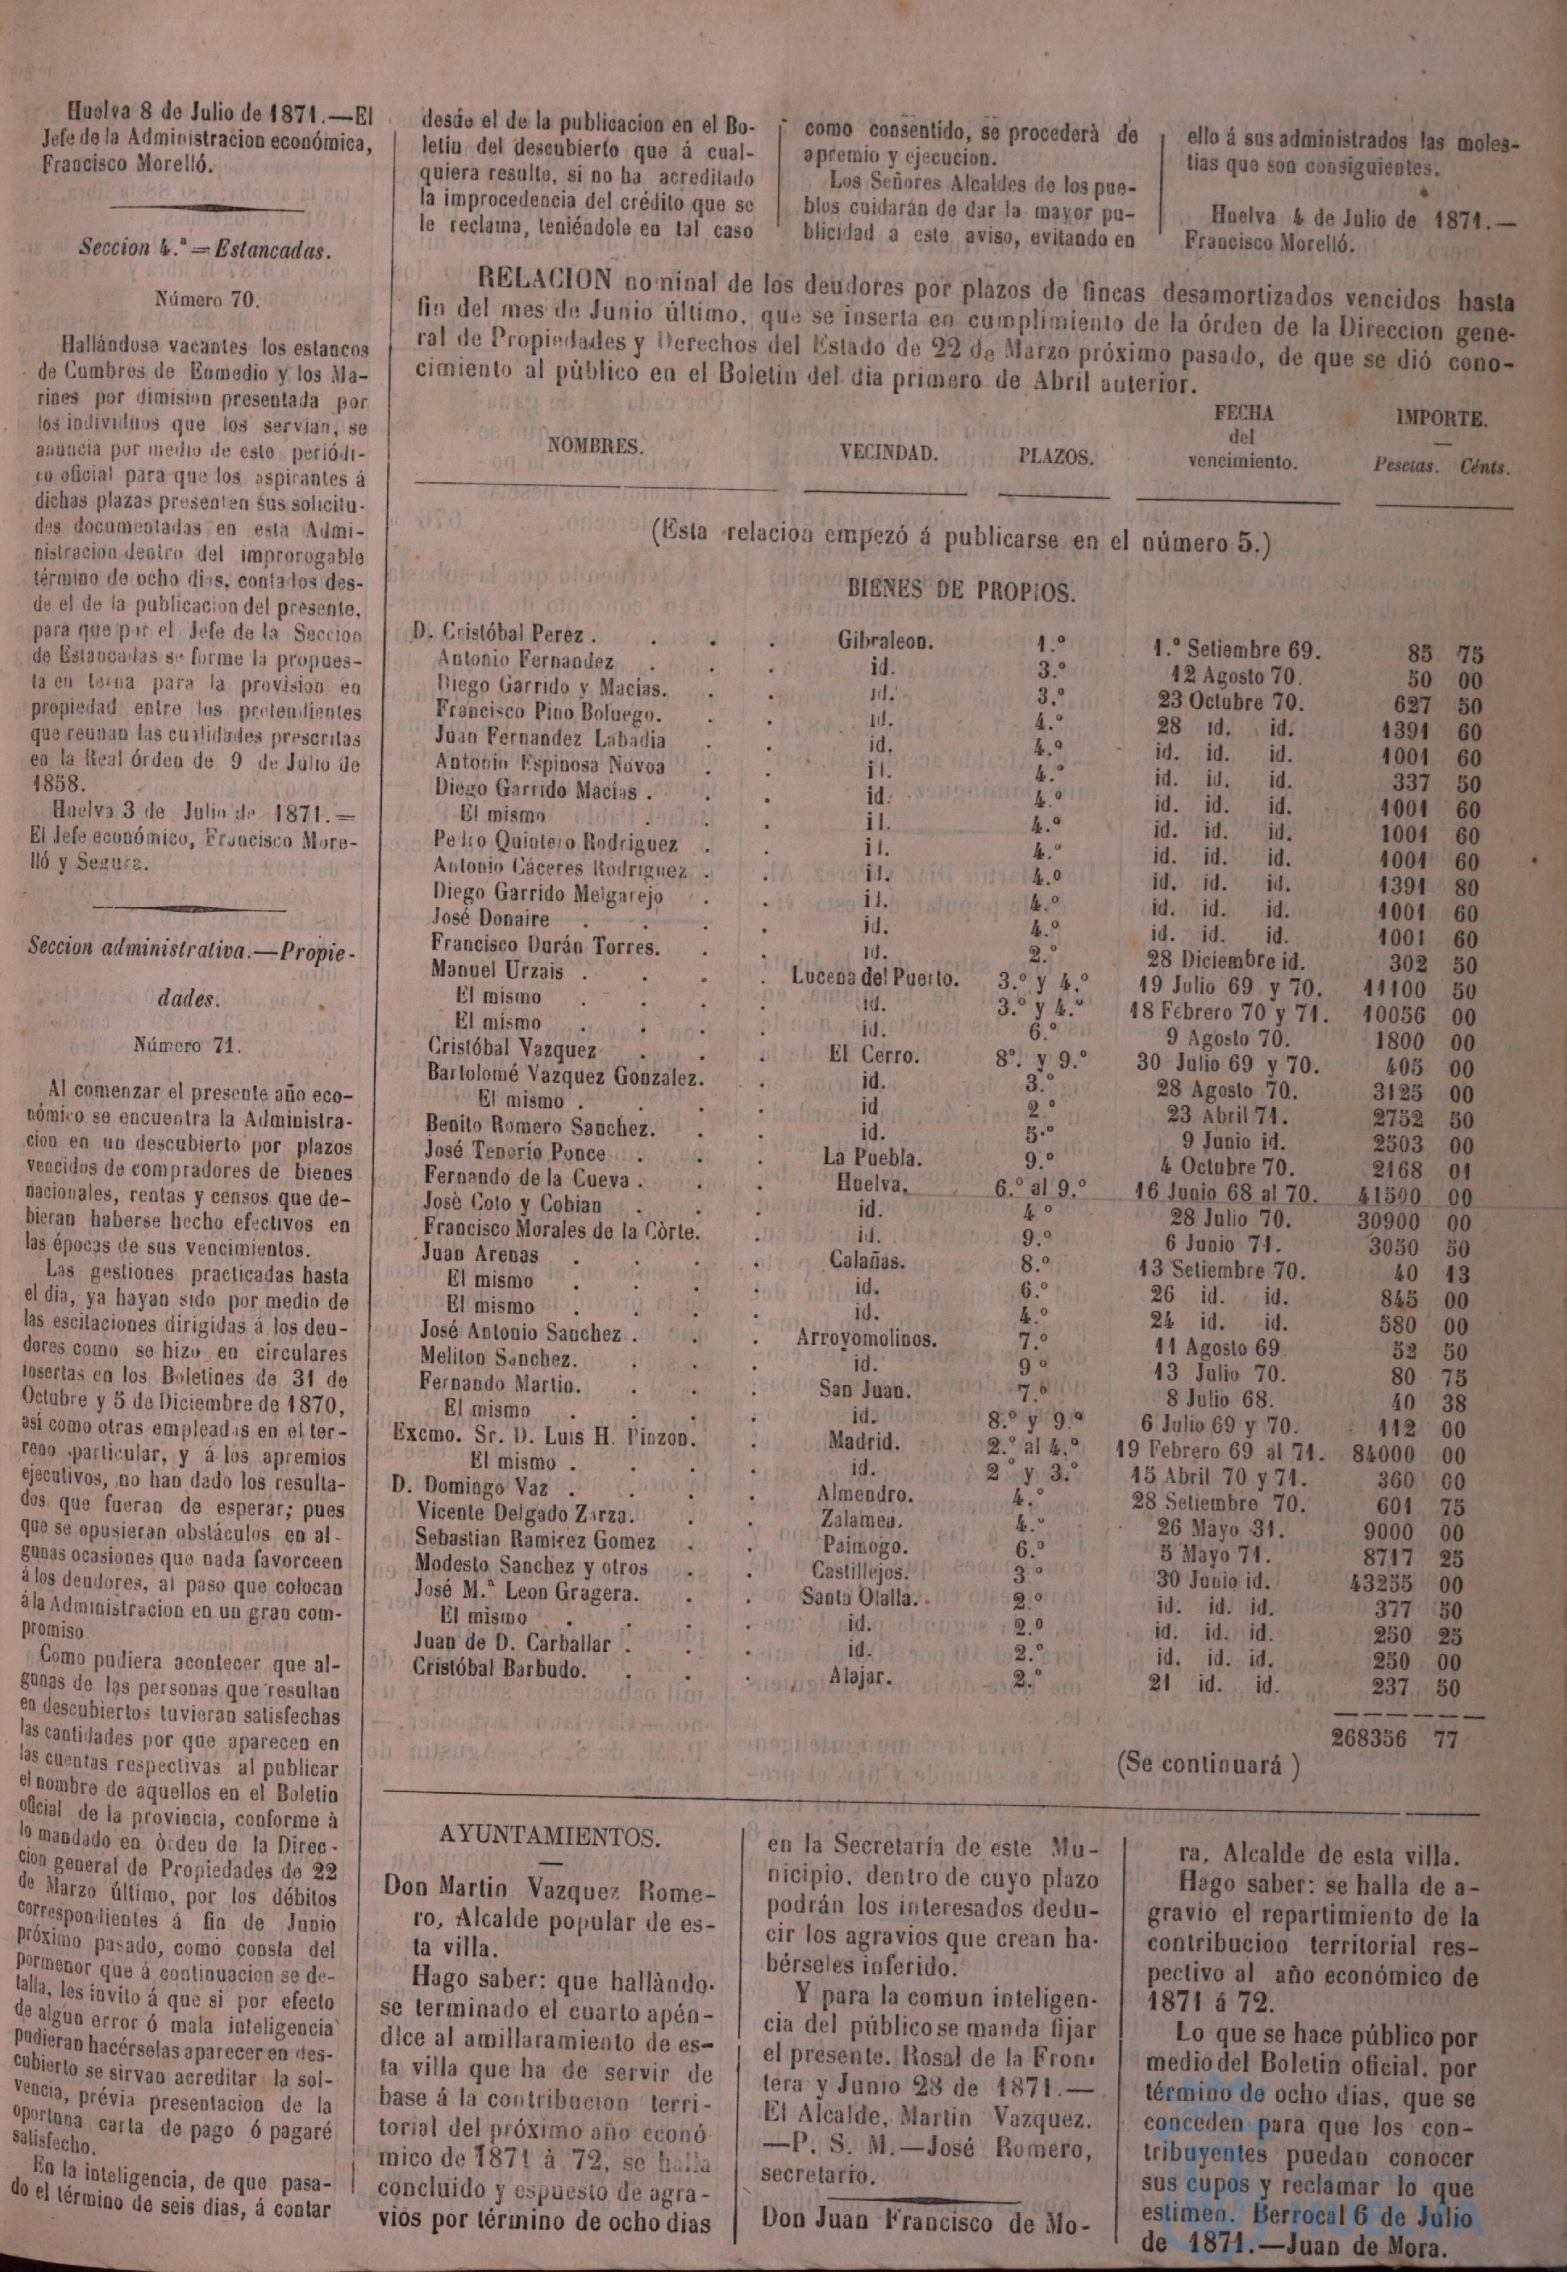 Huelva 8 de Julio de 1871.—El
Jefe de la Administracion económica,
Francisco Morelló.
Seccion 4.ª = Estancadas.
Número 70.
Hallándose vacantes los estancos
de Cumbres de Enmedio y los Ma-
rines por dimision presentada por
los individuos que los servian, se
anuncia por medio de este periódi-
co oficial para que los aspirantes á
dichas plazas presenten sus solicitu-
des documentadas en esta Admi-
nistracion dentro del improrogable
término de ocho dias, contados des-
de el de la publicacion del presente,
para que por el Jefe de la Seccion
de Estancadas se forme la propues-
ta en terna para la provision en
propiedad entre los pretendientes
que reunan las cualidades prescritas
en la Real órden de 9 de Julio de
1858.
Huelva 3 de Julio de 1871.=
El Jefe económico, Francisco More-
lló y Segura.
Seccion administrativa.—Propie-
dades.
Número 71.
Al comenzar el presente año eco-
nómico se encuentra la Administra-
cion en un descubierto por plazos
vencidos de compradores de bienes
nacionales, rentas y censos que de-
bieran haberse hecho efectivos en
las épocas de sus vencimientos.
Las gestiones practicadas hasta
el dia, ya hayan sido por medio de
las escitaciones dirigidas á los deu-
dores como se hizo en circulares
insertas en los Boletines de 31 de
Octubre y 5 de Diciembre de 1870,
así como otras empleadas en el ter-
reno particular, y á los apremios
ejecutivos, no han dado los resulta-
dos que fueran de esperar; pues
que se opusieran obstáculos en al-
gunas ocasiones que nada favorceen
á los deudores, al paso que colocan
á la Administracion en un gran com-
promiso.
Como pudiera acontecer que al-
gunas de las personas que resultan
en descubiertos tuvieran satisfechas
las cantidades por que aparecen en
las cuentas respectivas al publicar
el nombre de aquellos en el Boletin
oficial de la provincia, conforme à
lo mandado en órden de la Direc-
cion general de Propiedades de 22
de Marzo último, por los débitos
correspondientes á fin de Junio
próximo pasado, como consta del
pormenor que á continuacion se de-
talla, les invito á que si por efecto
de algun error ó mala inteligencia
pudieran hacérselas aparecer en des-
cubierto se sirvan acreditar la sol-
vencia, prévia presentacion de la
oportuna carta de pago ó pagaré
satisfecho.
En la inteligencia, de que pasa-
do el término de seis dias, á contar
desde el de la publicacion en el Bo-
letin del descubierto que á cual-
quiera resulte, si no ha acreditado
la improcedencia del crédito que se
le reclama, teniéndole en tal caso
como consentido, se procederà de
apremio y ejecucion.
Los Señores Alcaldes de los pue-
blos cuidarán de dar la mayor pu-
blicidad á este aviso, evitando en
ello á sus administrados las moles-
tias que son consiguientes.
Huelva 4 de Julio de 1871.—
Francisco Morelló.
RELACION nominal de los deudores por plazos de fincas desamortizados vencidos hasta
fin del mes de Junio último, que se inserta en cumplimiento de la órden de la Direccion gene-
ral de Propiedades y Derechos del Estado de 22 de Marzo próximo pasado, de que se dió cono-
cimiento al público en el Boletin del dia primero de Abril anterior.
NOMBRES. VECINDAD. PLAZOS. FECHA del vencimiento. IMPORTE. — Pesetas. Cénts.
(Esta relacion empezó á publicarse en el número 5.)
BIENES DE PROPIOS.
D. Cristóbal Perez . . . . Gibraleon. 1.º 1.º Setiembre 69. 85 75
Antonio Fernandez . . . id. 3.º 12 Agosto 70. 50 00
Diego Garrido y Macías. . . id. 3.º 23 Octubre 70. 627 50
Francisco Pino Boluego. . . id. 4.º 28 id. id. 1391 60
Juan Fernandez Labadía . . id. 4.º id. id. id. 1001 60
Antonio Espinosa Novoa . . id. 4.º id. id. id. 337 50
Diego Garrido Macías . . . id. 4.º id. id. id. 1001 60
El mismo . . id. 4.º id. id. id. 1001 60
Pedro Quintero Rodriguez . . id. 4.º id. id. id. 1001 60
Antonio Cáceres Rodriguez . . id. 4.º id. id. id. 1391 80
Diego Garrido Melgarejo . . id. 4.º id. id. id. 1001 60
José Donaire . . . id. 4.º id. id. id. 1001 60
Francisco Durán Torres. . . id. 2.º 28 Diciembre id. 302 50
Manuel Urzais . . . . Lucena del Puerto. 3.º y 4.º 19 Julio 69 y 70. 11100 50
El mismo . . . . id. 3.º y 4.º 18 Febrero 70 y 71. 10056 00
El mismo . . . . id. 6.º 9 Agosto 70. 1800 00
Cristóbal Vazquez . . . El Cerro. 8º. y 9.º 30 Julio 69 y 70. 405 00
Bartolomé Vazquez Gonzalez. . id. 3.º 28 Agosto 70. 3125 00
El mismo . . . . id 2.º 23 Abril 71. 2752 50
Benito Romero Sanchez. . . id. 5.º 9 Junio id. 2503 00
José Tenorio Ponce . . . La Puebla. 9.º 4 Octubre 70. 2168 01
Fernando de la Cueva . . . Huelva. 6.º al 9.º 16 Junio 68 al 70. 41590 00
Josè Coto y Cobian . . . id. 4 º 28 Julio 70. 30900 00
Francisco Morales de la Còrte. . id. 9.º 6 Junio 71. 3050 50
Juan Arenas . . . . Calañas. 8.º 13 Setiembre 70. 40 13
El mismo . . . . id. 6.º 26 id. id. 845 00
El mismo . . . . id. 4.º 24 id. id. 580 00
José Antonio Sanchez . . . Arroyomolinos. 7.º 11 Agosto 69. 52 50
Meliton Sanchez. . . . id. 9 º 13 Julio 70. 80 75
Fernando Martin. . . . San Juan. 7.º 8 Julio 68. 40 38
El mismo . . . . id. 8.º y 9.º 6 Julio 69 y 70. 112 00
Excmo. Sr. D. Luis H. Pinzon. . Madrid. 2.º al 4.º 19 Febrero 69 al 71. 84000 00
El mismo . . . . id. 2 º y 3.º 15 Abril 70 y 71. 360 00
D. Domingo Vaz . . . . Almendro. 4.º 28 Setiembre 70. 601 75
Vicente Delgado Zarza. . . Zalamea. 4.º 26 Mayo 31. 9000 00
Sebastian Ramirez Gomez . . Paimogo. 6.º 5 Mayo 71. 8717 25
Modesto Sanchez y otros . . Castillejos. 3 º 30 Junio id. 43255 00
José M.ª Leon Gragera. . . Santa Olalla. 2.º id. id. id. 377 50
El mismo . . . id. 2.º id. id. id. 250 25
Juan de D. Carballar . . . id. 2.º id. id. id. 250 00
Cristóbal Barbudo. . . . Alajar. 2.º 21 id. id. 237 50
268356 77
(Se continuará )
AYUNTAMIENTOS.
Don Martin Vazquez Rome-
ro, Alcalde popular de es-
ta villa.
Hago saber: que hallàndo-
se terminado el cuarto apén-
dice al amillaramiento de es-
ta villa que ha de servir de
base á la contribucion terri-
torial del próximo año econó
mico de 1871 à 72, se halla
concluido y espuesto de agra-
vios por término de ocho dias
en la Secretaría de este Mu-
nicipio, dentro de cuyo plazo
podrán los interesados dedu-
cir los agravios que crean ha-
bérseles inferido.
Y para la comun inteligen-
cia del público se manda fijar
el presente. Rosal de la Fron-
tera y Junio 23 de 1871.—
El Alcalde, Martin Vazquez.
—P. S. M.—José Romero,
secretario.
Don Juan Francisco de Mo-
ra, Alcalde de esta villa.
Hago saber: se halla de a-
gravio el repartimiento de la
contribucion territorial res-
pectivo al año económico de
1871 á 72.
Lo que se hace público por
medio del Boletin oficial, por
término de ocho dias, que se
conceden para que los con-
tribuyentes puedan conocer
sus cupos y reclamar lo que
estimen. Berrocal 6 de Julio
de 1871.—Juan de Mora.